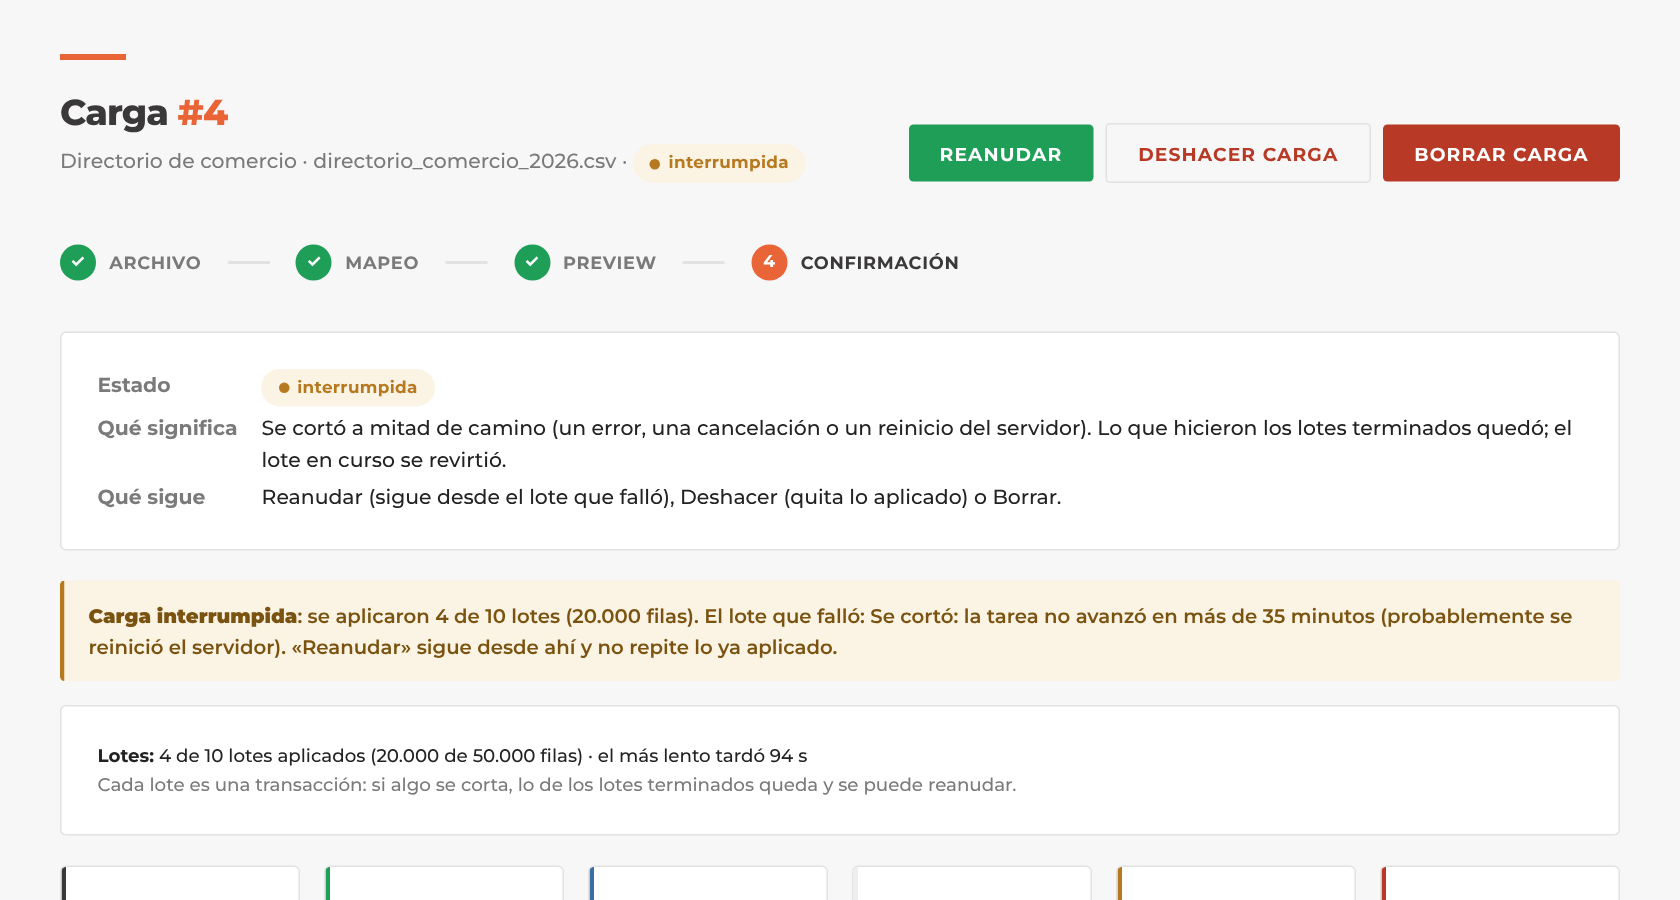 Carga #4
Directorio de comercio · directorio_comercio_2026.csv · interrumpida
REANUDAR
DESHACER CARGA
BORRAR CARGA
ARCHIVO
MAPEO
PREVIEW
4 CONFIRMACIÓN
Estado interrumpida
Qué significa Se cortó a mitad de camino (un error, una cancelación o un reinicio del servidor). Lo que hicieron los lotes terminados quedó; el
lote en curso se revirtió.
Qué sigue Reanudar (sigue desde el lote que falló), Deshacer (quita lo aplicado) o Borrar.
Carga interrumpida: se aplicaron 4 de 10 lotes (20.000 filas). El lote que falló: Se cortó: la tarea no avanzó en más de 35 minutos (probablemente se
reinició el servidor). «Reanudar» sigue desde ahí y no repite lo ya aplicado.
Lotes: 4 de 10 lotes aplicados (20.000 de 50.000 filas) · el más lento tardó 94 s
Cada lote es una transacción: si algo se corta, lo de los lotes terminados queda y se puede reanudar.